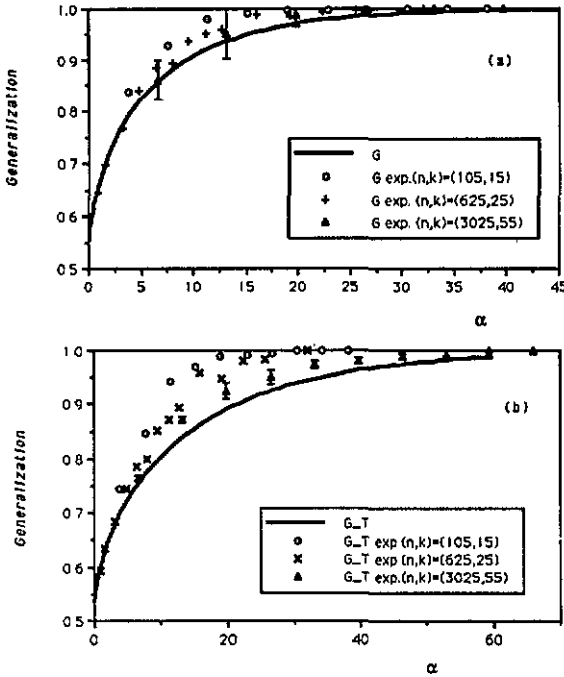 1.0
0.9
0.8
0.7
0.6
0.5
Generalization
(a)
G
G exp.(n,k)=(105,15)
G exp. (n,k)=(625,25)
G exp. (n,k)=(3025,55)
0 5 10 15 20 25 30 35 40 45
α
1.0
0.9
0.8
0.7
0.6
0.5
Generalization
(b)
G_T
G_T exp (n,k)=(105,15)
G_T exp (n,k)=(625,25)
G_T exp.(n,k)=(3025,55)
0 20 40 60
α